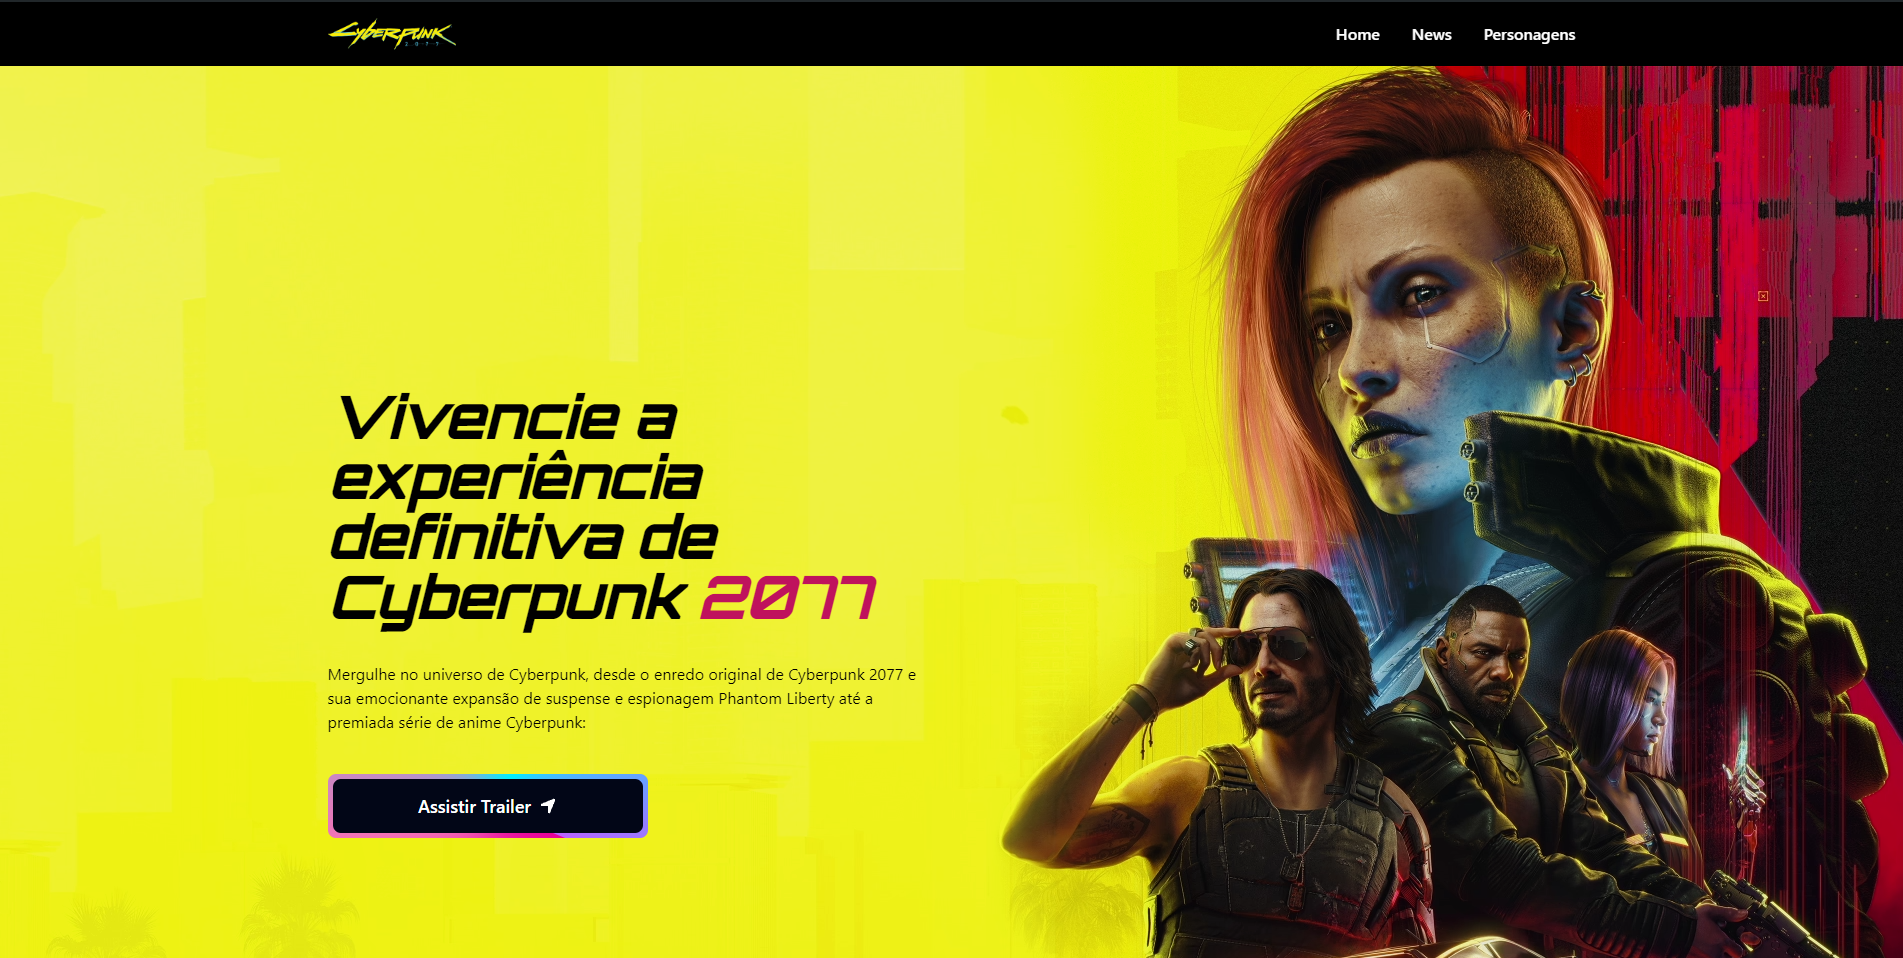 Cyberpunk
2077
Home
News
Personagens
Vivencie a
experiência
definitiva de
Cyberpunk 2077
Mergulhe no universo de Cyberpunk, desde o enredo original de Cyberpunk 2077 e
sua emocionante expansão de suspense e espionagem Phantom Liberty até a
premiada série de anime Cyberpunk:
Assistir Trailer